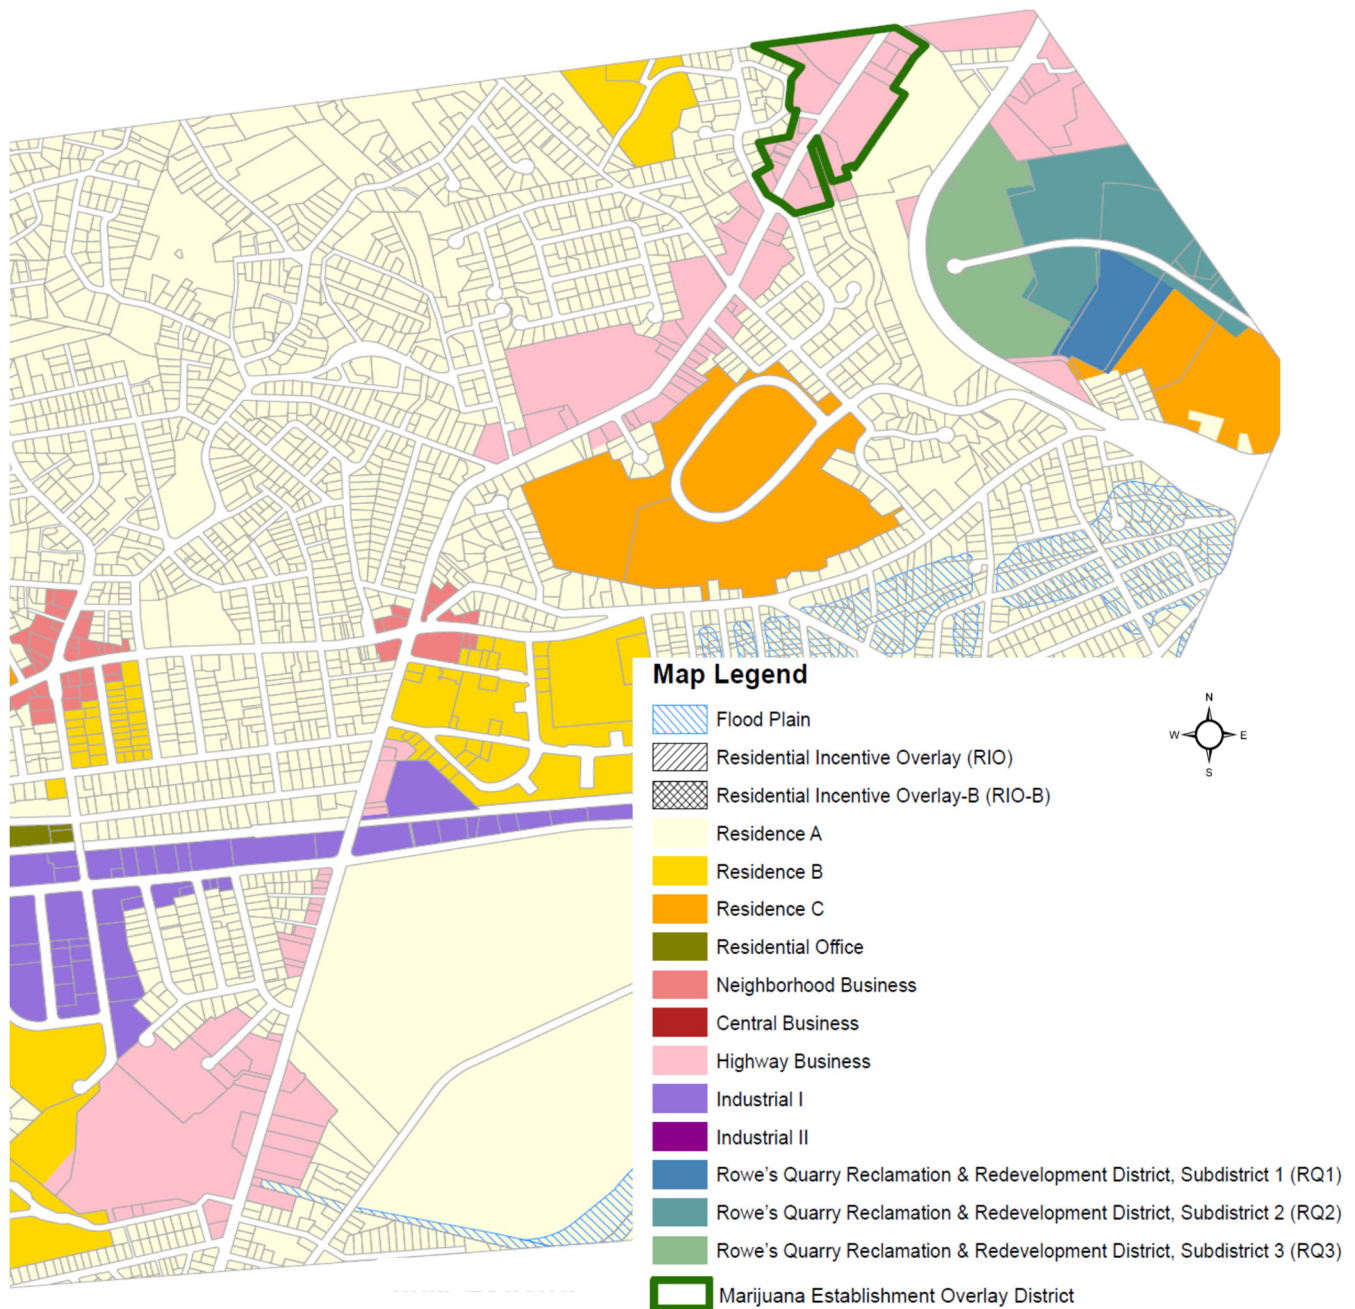 Map Legend
Flood Plain
Residential Incentive Overlay (RIO)
Residential Incentive Overlay-B (RIO-B)
Residence A
Residence B
Residence C
Residential Office
Neighborhood Business
Central Business
Highway Business
Industrial I
Industrial II
Rowe's Quarry Reclamation & Redevelopment District, Subdistrict 1 (RQ1)
Rowe's Quarry Reclamation & Redevelopment District, Subdistrict 2 (RQ2)
Rowe's Quarry Reclamation & Redevelopment District, Subdistrict 3 (RQ3)
Marijuana Establishment Overlay District
N
W E
S